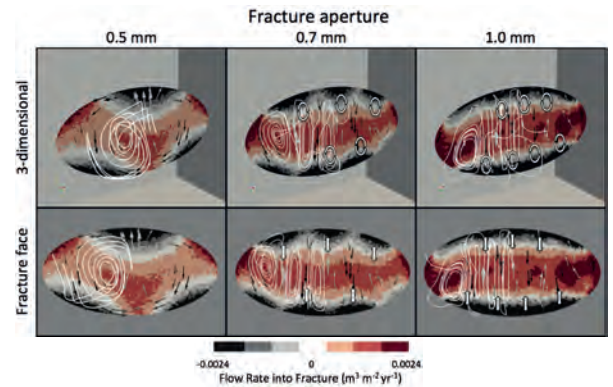 Fracture aperture
0.5 mm 0.7 mm 1.0 mm
3-dimensional
Fracture face
-0.0024 0 0.0024
Flow Rate into Fracture (m³ m⁻² yr⁻¹)